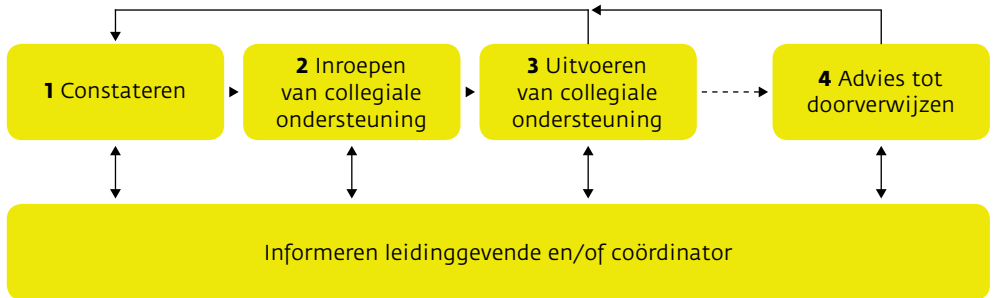 1 Constateren
2 Inroepen
van collegiale
ondersteuning
3 Uitvoeren
van collegiale
ondersteuning
4 Advies tot
doorverwijzen
Informeren leidinggevende en/of coördinator